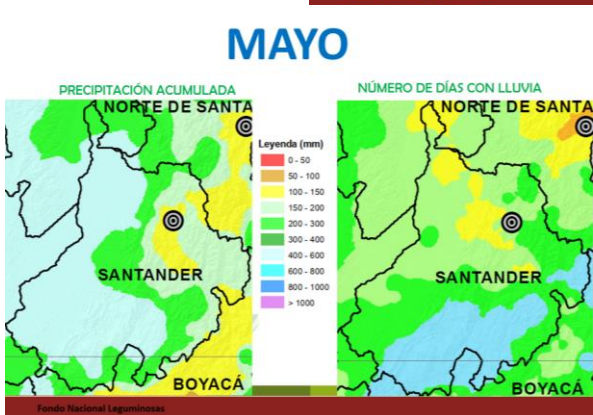 MAYO
PRECIPITACIÓN ACUMULADA
NÚMERO DE DÍAS CON LLUVIA
NORTE DE SANTA
SANTANDER
BOYACÁ
Leyenda (mm)
0 - 50
50 - 100
100 - 150
150 - 200
200 - 300
300 - 400
400 - 600
600 - 800
800 - 1000
> 1000
NORTE DE SANTA
SANTANDER
BOYACÁ
Fondo Nacional Leguminosas